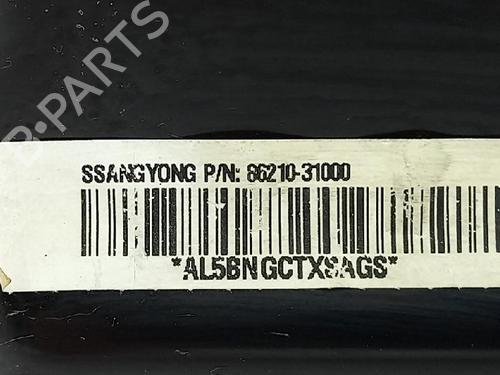 B-PARTS
SSANGYONG P/N: 86210-31000
*AL5BNGCTXSAGS*